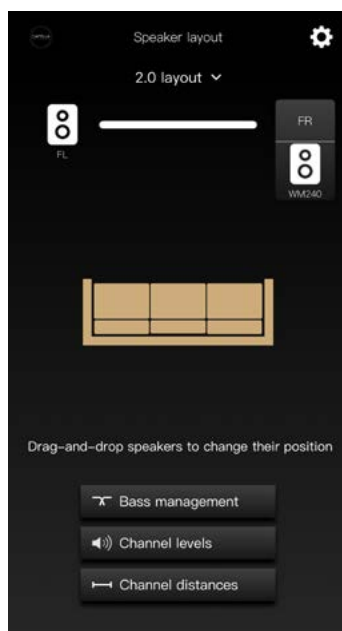 Speaker layout
2.0 layout
FL
FR
WM240
Drag-and-drop speakers to change their position
Bass management
Channel levels
Channel distances